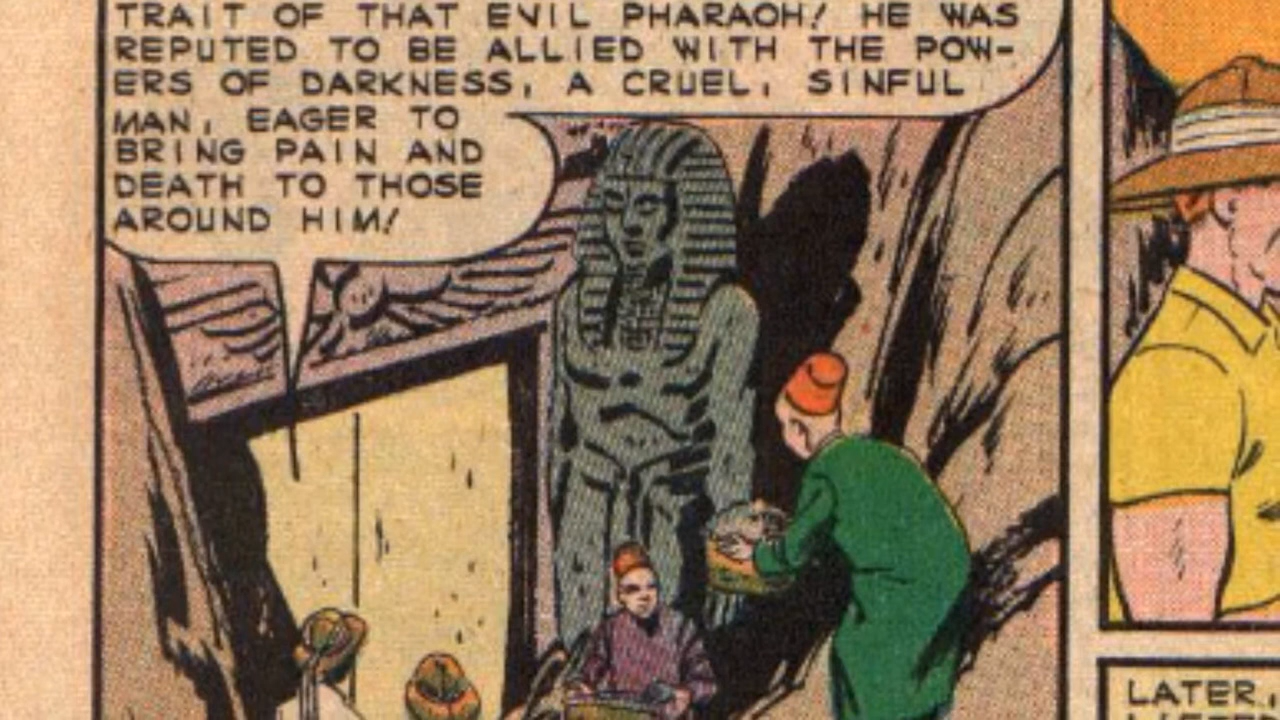 TRAIT OF THAT EVIL PHARAOH! HE WAS
REPUTED TO BE ALLIED WITH THE POW-
ERS OF DARKNESS, A CRUEL, SINFUL
MAN, EAGER TO
BRING PAIN AND
DEATH TO THOSE
AROUND HIM!
LATER,